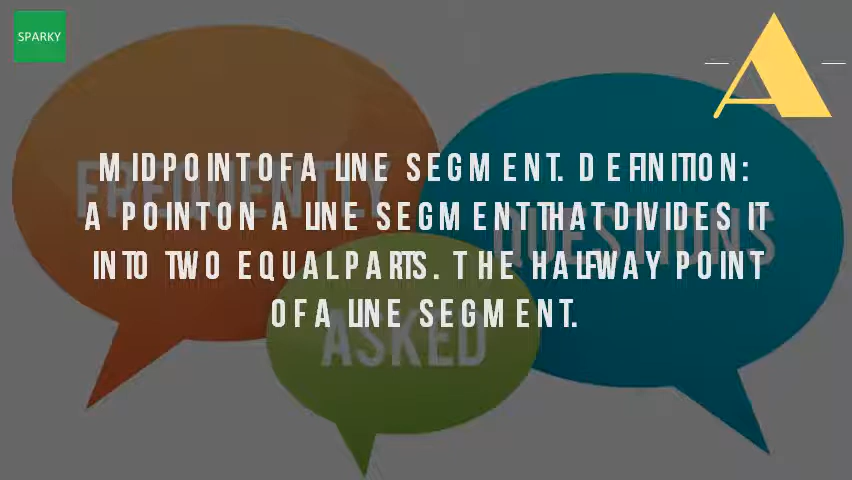 SPARKY
A
MIDPOINT OF A LINE SEGMENT. DEFINITION:
A POINT ON A LINE SEGMENT THAT DIVIDES IT
INTO TWO EQUAL PARTS. THE HALFWAY POINT
OF A LINE SEGMENT.
FREQUENTLY
QUESTIONS
ASKED